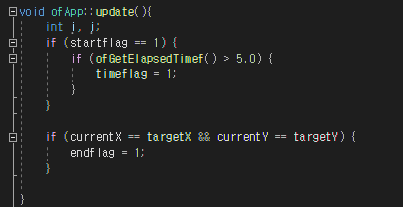 void ofApp::update(){
int i, j;
if (startflag == 1) {
if (ofGetElapsedTimef() > 5.0) {
timeflag = 1;
}
}
if (currentX == targetX && currentY == targetY) {
endflag = 1;
}
}